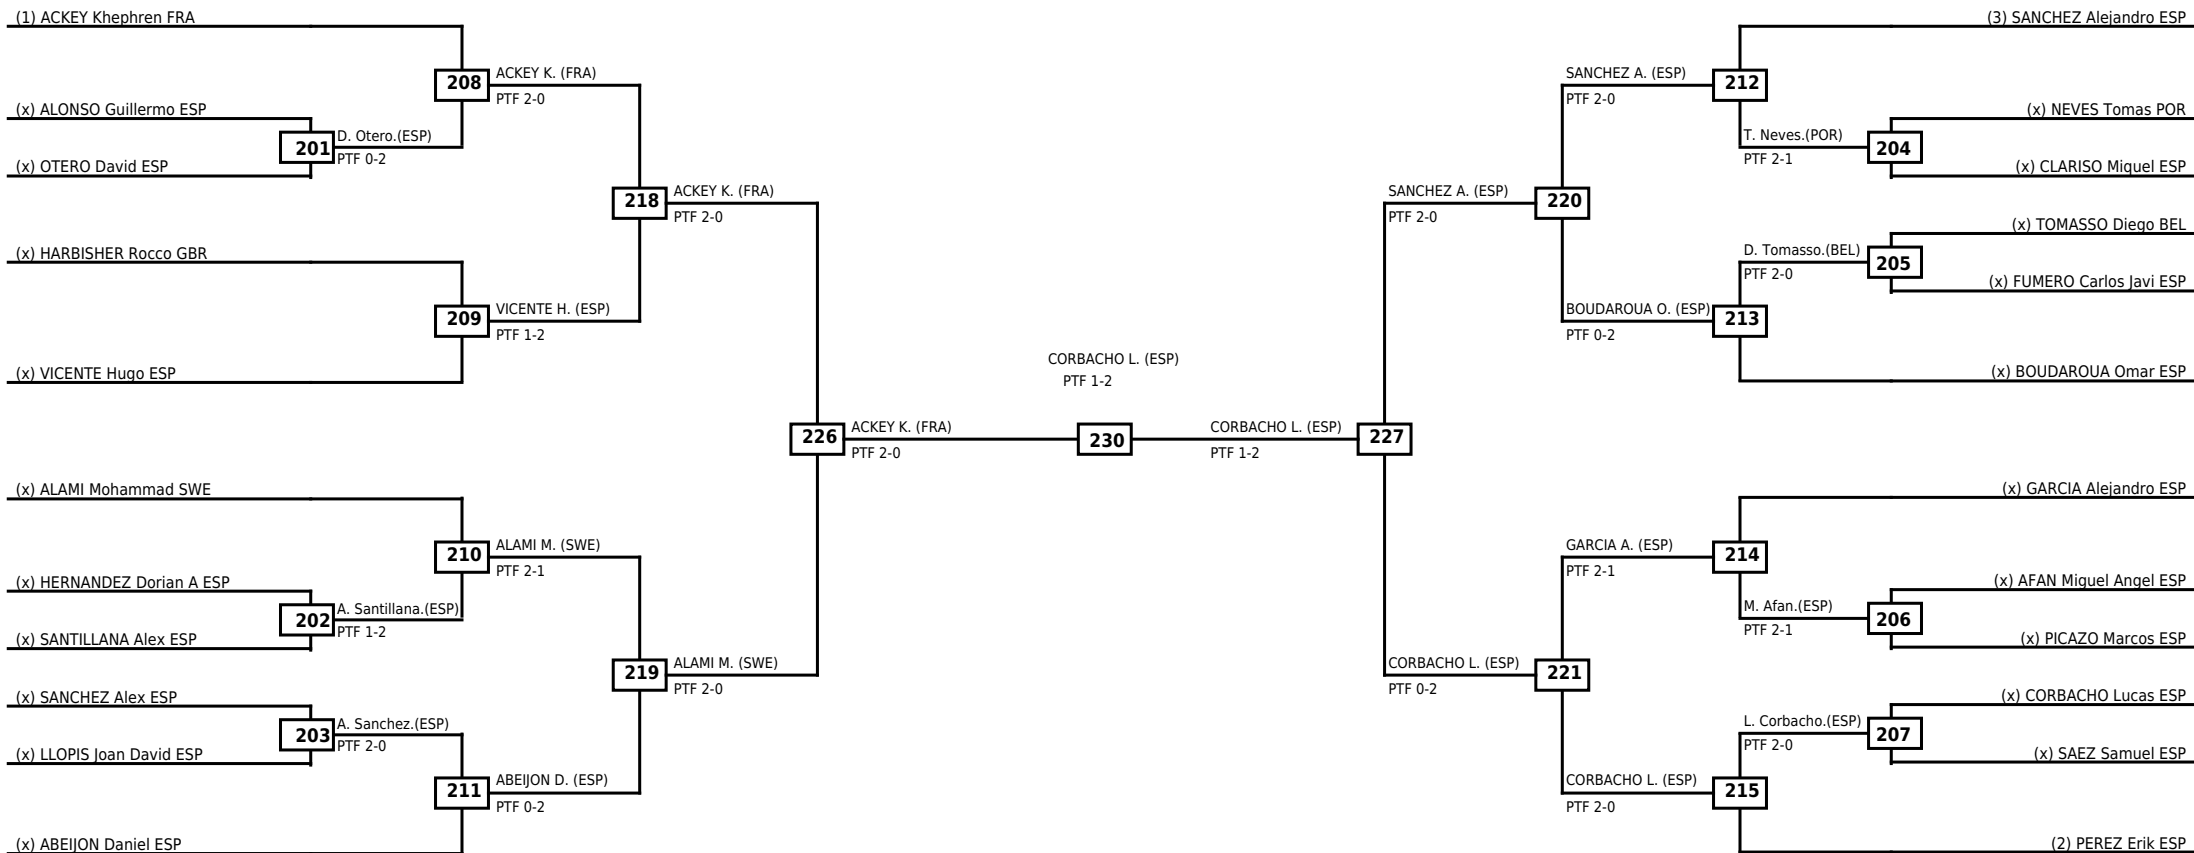 (1) ACKEY Khephren FRA
(x) ALONSO Guillermo ESP
(x) OTERO David ESP
(x) HARBISHER Rocco GBR
(x) VICENTE Hugo ESP
(x) ALAMI Mohammad SWE
(x) HERNANDEZ Dorian A ESP
(x) SANTILLANA Alex ESP
(x) SANCHEZ Alex ESP
(x) LLOPIS Joan David ESP
(x) ABEIJON Daniel ESP
201
D. Otero.(ESP)
PTF 0-2
202
A. Santillana.(ESP)
PTF 1-2
203
A. Sanchez.(ESP)
PTF 2-0
208
ACKEY K. (FRA)
PTF 2-0
209
VICENTE H. (ESP)
PTF 1-2
210
ALAMI M. (SWE)
PTF 2-1
211
ABEIJON D. (ESP)
PTF 0-2
218
ACKEY K. (FRA)
PTF 2-0
219
ALAMI M. (SWE)
PTF 2-0
226
ACKEY K. (FRA)
PTF 2-0
CORBACHO L. (ESP)
PTF 1-2
230
CORBACHO L. (ESP)
PTF 1-2
227
SANCHEZ A. (ESP)
PTF 2-0
220
CORBACHO L. (ESP)
PTF 0-2
221
SANCHEZ A. (ESP)
PTF 2-0
212
BOUDAROUA O. (ESP)
PTF 0-2
213
GARCIA A. (ESP)
PTF 2-1
214
CORBACHO L. (ESP)
PTF 2-0
215
T. Neves.(POR)
PTF 2-1
204
D. Tomasso.(BEL)
PTF 2-0
205
M. Afan.(ESP)
PTF 2-1
206
L. Corbacho.(ESP)
PTF 2-0
207
(3) SANCHEZ Alejandro ESP
(x) NEVES Tomas POR
(x) CLARISO Miquel ESP
(x) TOMASSO Diego BEL
(x) FUMERO Carlos Javi ESP
(x) BOUDAROUA Omar ESP
(x) GARCIA Alejandro ESP
(x) AFAN Miguel Angel ESP
(x) PICAZO Marcos ESP
(x) CORBACHO Lucas ESP
(x) SAEZ Samuel ESP
(2) PEREZ Erik ESP